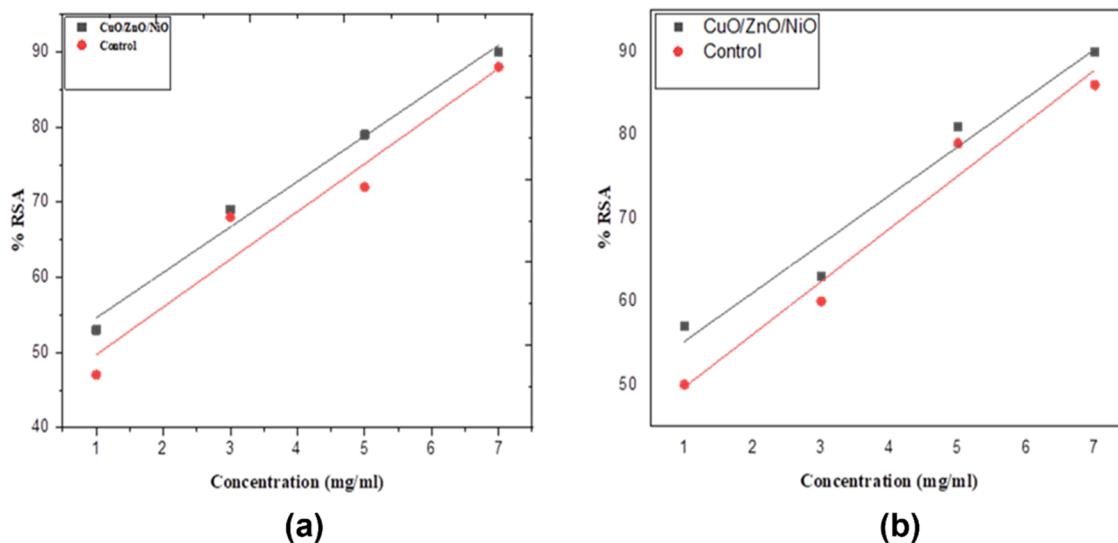 CuO/ZnO/NiO
Control
90
80
70
60
50
40
% RSA
1 2 3 4 5 6 7
Concentration (mg/ml)
(a)
CuO/ZnO/NiO
Control
90
80
70
60
50
% RSA
1 2 3 4 5 6 7
Concentration (mg/ml)
(b)